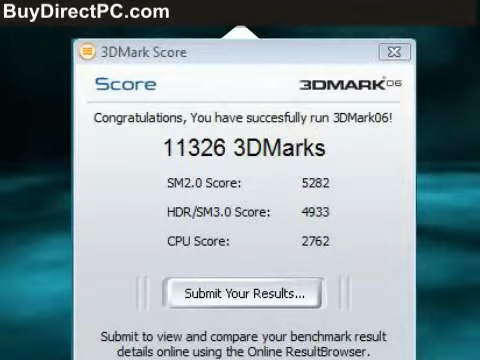 BuyDirectPC.com
3DMark Score
Score
3DMARK®06
Congratulations, You have succesfully run 3DMark06!
11326 3DMarks
SM2.0 Score: 5282
HDR/SM3.0 Score: 4933
CPU Score: 2762
Submit Your Results...
Submit to view and compare your benchmark result
details online using the Online ResultBrowser.